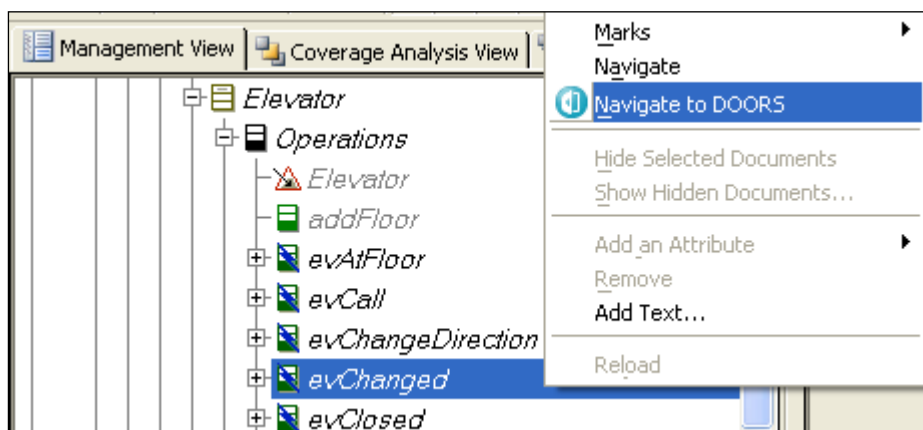 Management View
Coverage Analysis View
Elevator
Operations
Elevator
addFloor
evAtFloor
evCall
evChangeDirection
evChanged
evClosed
Marks
Navigate
Navigate to DOORS
Hide Selected Documents
Show Hidden Documents...
Add an Attribute
Remove
Add Text...
Reload